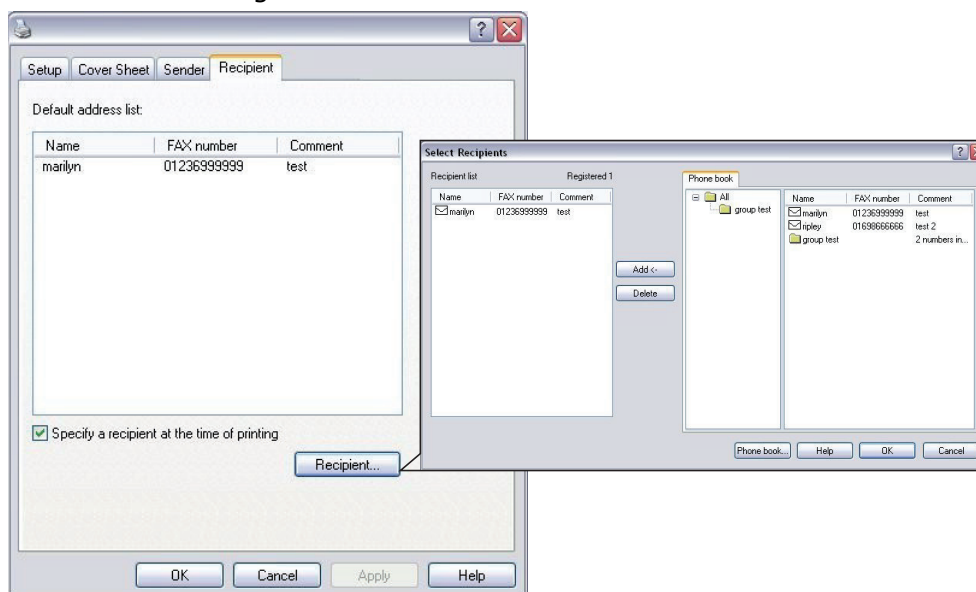 Setup Cover Sheet Sender Recipient
Default address list:
Name FAX number Comment
marilyn 01236999999 test
Specify a recipient at the time of printing
Recipient...
OK Cancel Apply Help
Select Recipients
Recipient list Registered 1
Name FAX number Comment
marilyn 01236999999 test
Add <-
Delete
Phone book
All
group test
Name FAX number Comment
marilyn 01236999999 test
ripley 01698666666 test 2
group test 2 numbers in...
Phone book... Help OK Cancel